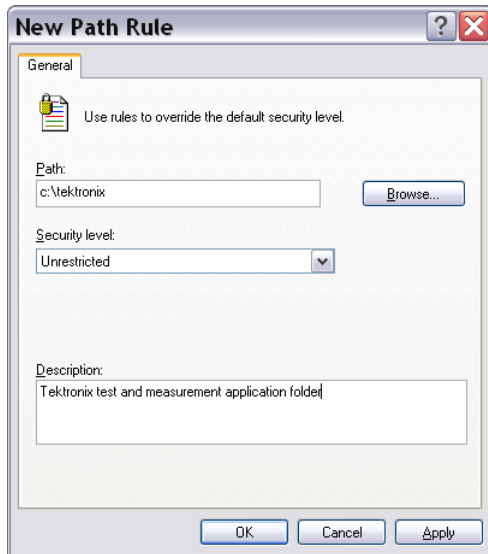 New Path Rule
General
Use rules to override the default security level.
Path:
c:\tektronix
Browse...
Security level:
Unrestricted
Description:
Tektronix test and measurement application folder
OK
Cancel
Apply